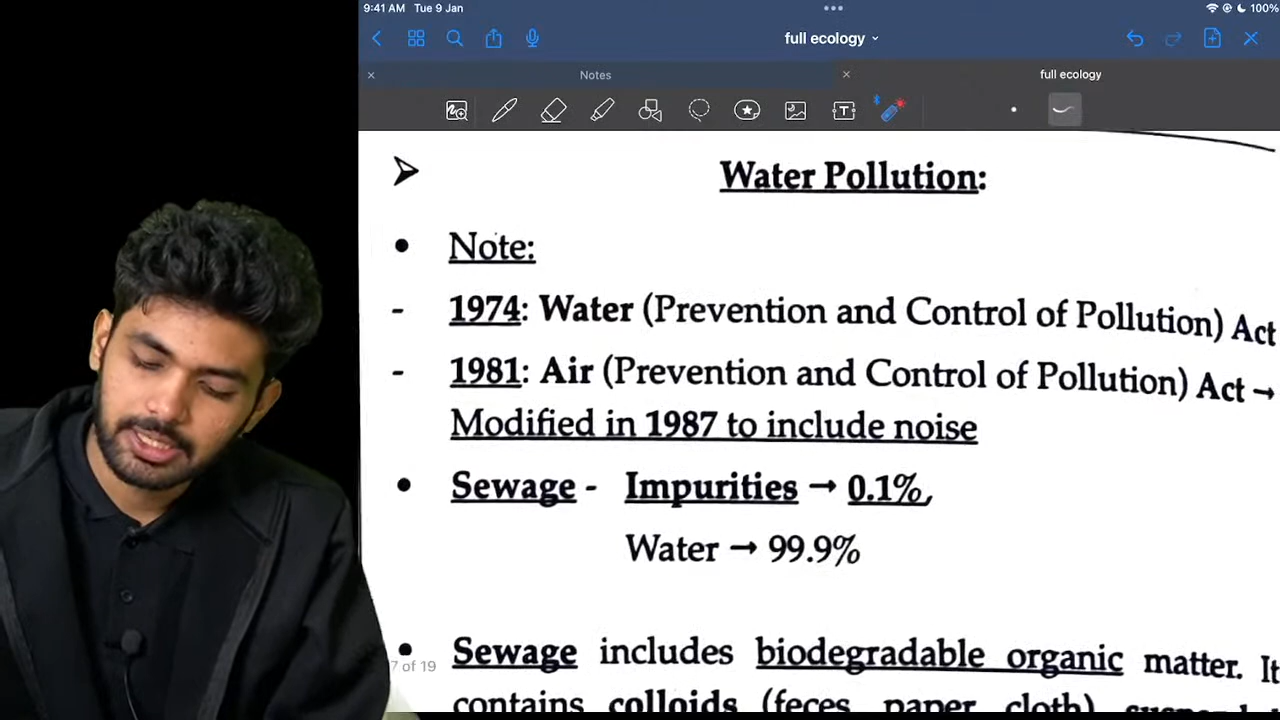 9:41 AM Tue 9 Jan
100%
full ecology
Notes
full ecology
Water Pollution:
Note:
- 1974: Water (Prevention and Control of Pollution) Act
- 1981: Air (Prevention and Control of Pollution) Act →
Modified in 1987 to include noise
Sewage - Impurities → 0.1%,
Water → 99.9%
Sewage includes biodegradable organic matter. It
7 of 19
contains colloids (feces, paper, cloth), suspended